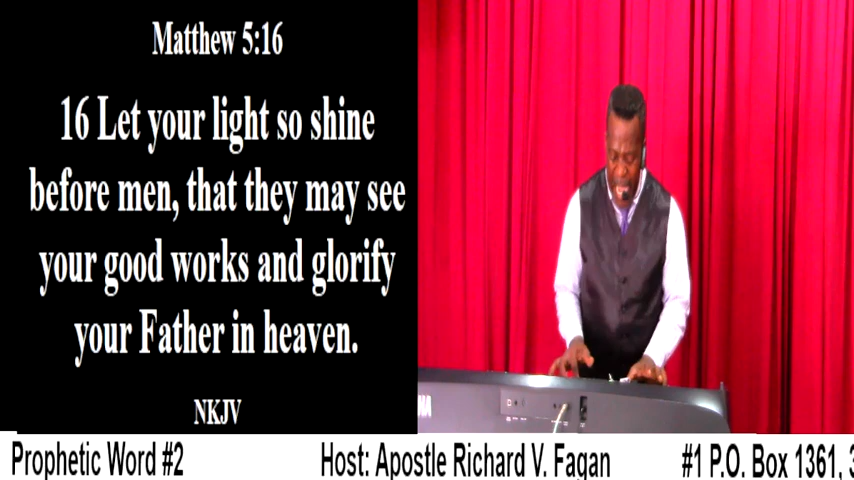 Matthew 5:16
16 Let your light so shine
before men, that they may see
your good works and glorify
your Father in heaven.
NKJV
Prophetic Word #2
Host: Apostle Richard V. Fagan
#1 P.O. Box 1361,